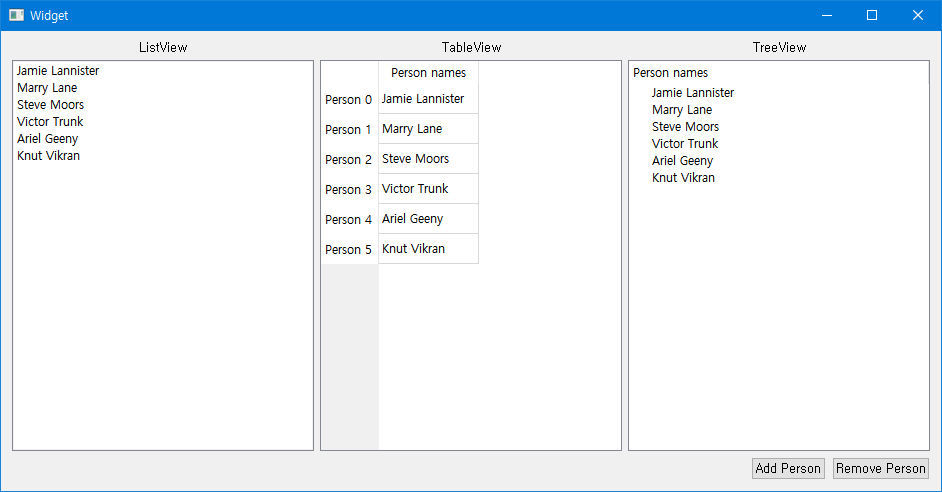 Widget
ListView
Jamie Lannister
Marry Lane
Steve Moors
Victor Trunk
Ariel Geeny
Knut Vikran
TableView
Person names
Person 0 Jamie Lannister
Person 1 Marry Lane
Person 2 Steve Moors
Person 3 Victor Trunk
Person 4 Ariel Geeny
Person 5 Knut Vikran
TreeView
Person names
Jamie Lannister
Marry Lane
Steve Moors
Victor Trunk
Ariel Geeny
Knut Vikran
Add Person Remove Person